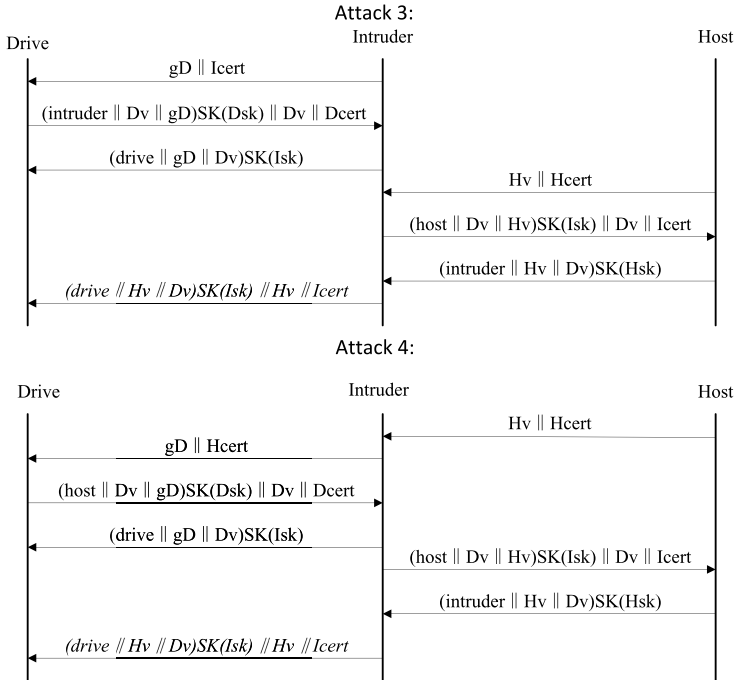 Attack 3:
Drive Intruder Host
gD || Icert
(intruder || Dv || gD)SK(Dsk) || Dv || Dcert
(drive || gD || Dv)SK(Isk)
Hv || Hcert
(host || Dv || Hv)SK(Isk) || Dv || Icert
(intruder || Hv || Dv)SK(Hsk)
(drive || Hv || Dv)SK(Isk) || Hv || Icert
Attack 4:
Drive Intruder Host
Hv || Hcert
gD || Hcert
(host || Dv || gD)SK(Dsk) || Dv || Dcert
(drive || gD || Dv)SK(Isk)
(host || Dv || Hv)SK(Isk) || Dv || Icert
(intruder || Hv || Dv)SK(Hsk)
(drive || Hv || Dv)SK(Isk) || Hv || Icert